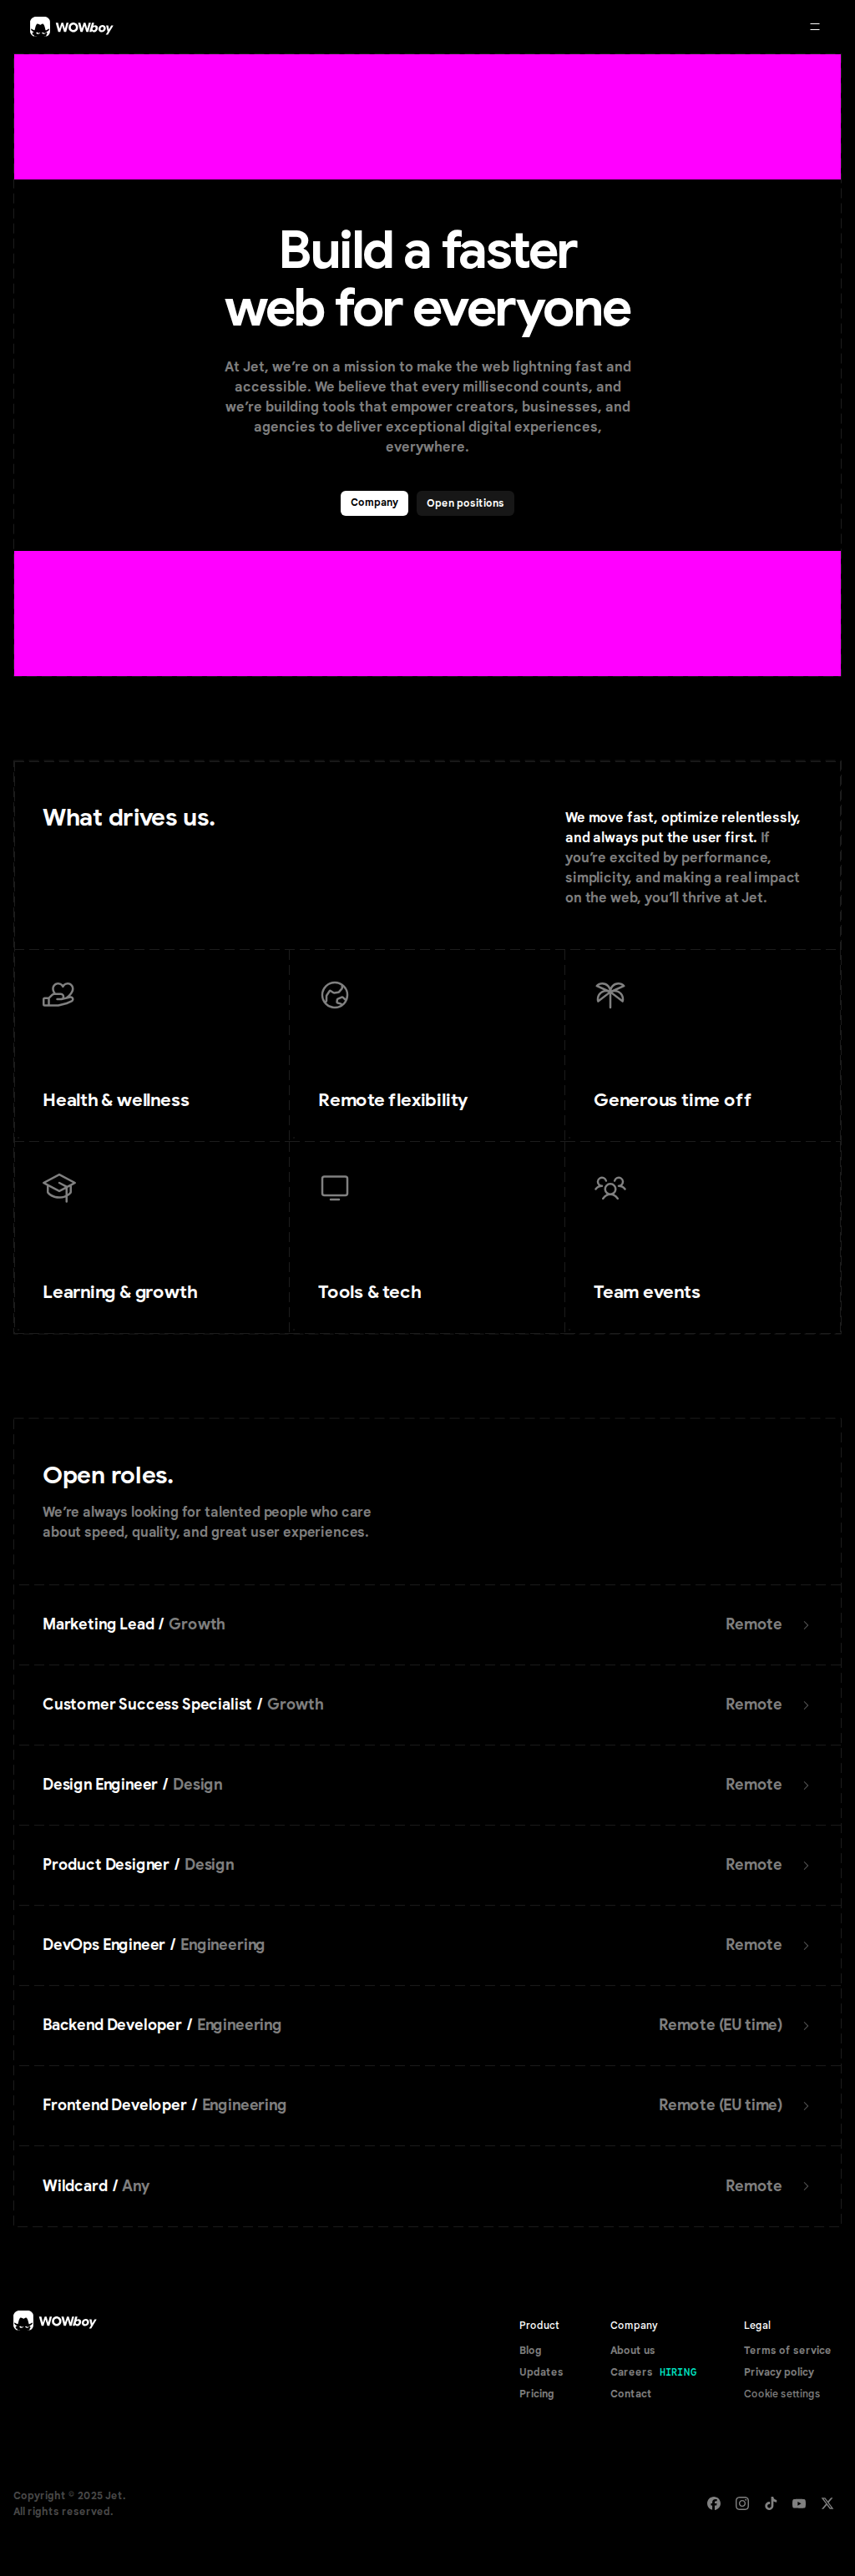 WOWboy
Build a faster
web for everyone
At Jet, we’re on a mission to make the web lightning fast and
accessible. We believe that every millisecond counts, and
we’re building tools that empower creators, businesses, and
agencies to deliver exceptional digital experiences,
everywhere.
Company
Open positions
What drives us.
We move fast, optimize relentlessly,
and always put the user first. If
you’re excited by performance,
simplicity, and making a real impact
on the web, you’ll thrive at Jet.
Health & wellness
Remote flexibility
Generous time off
Learning & growth
Tools & tech
Team events
Open roles.
We’re always looking for talented people who care
about speed, quality, and great user experiences.
Marketing Lead / Growth
Remote
Customer Success Specialist / Growth
Remote
Design Engineer / Design
Remote
Product Designer / Design
Remote
DevOps Engineer / Engineering
Remote
Backend Developer / Engineering
Remote (EU time)
Frontend Developer / Engineering
Remote (EU time)
Wildcard / Any
Remote
WOWboy
Product
Blog
Updates
Pricing
Company
About us
Careers HIRING
Contact
Legal
Terms of service
Privacy policy
Cookie settings
Copyright © 2025 Jet.
All rights reserved.